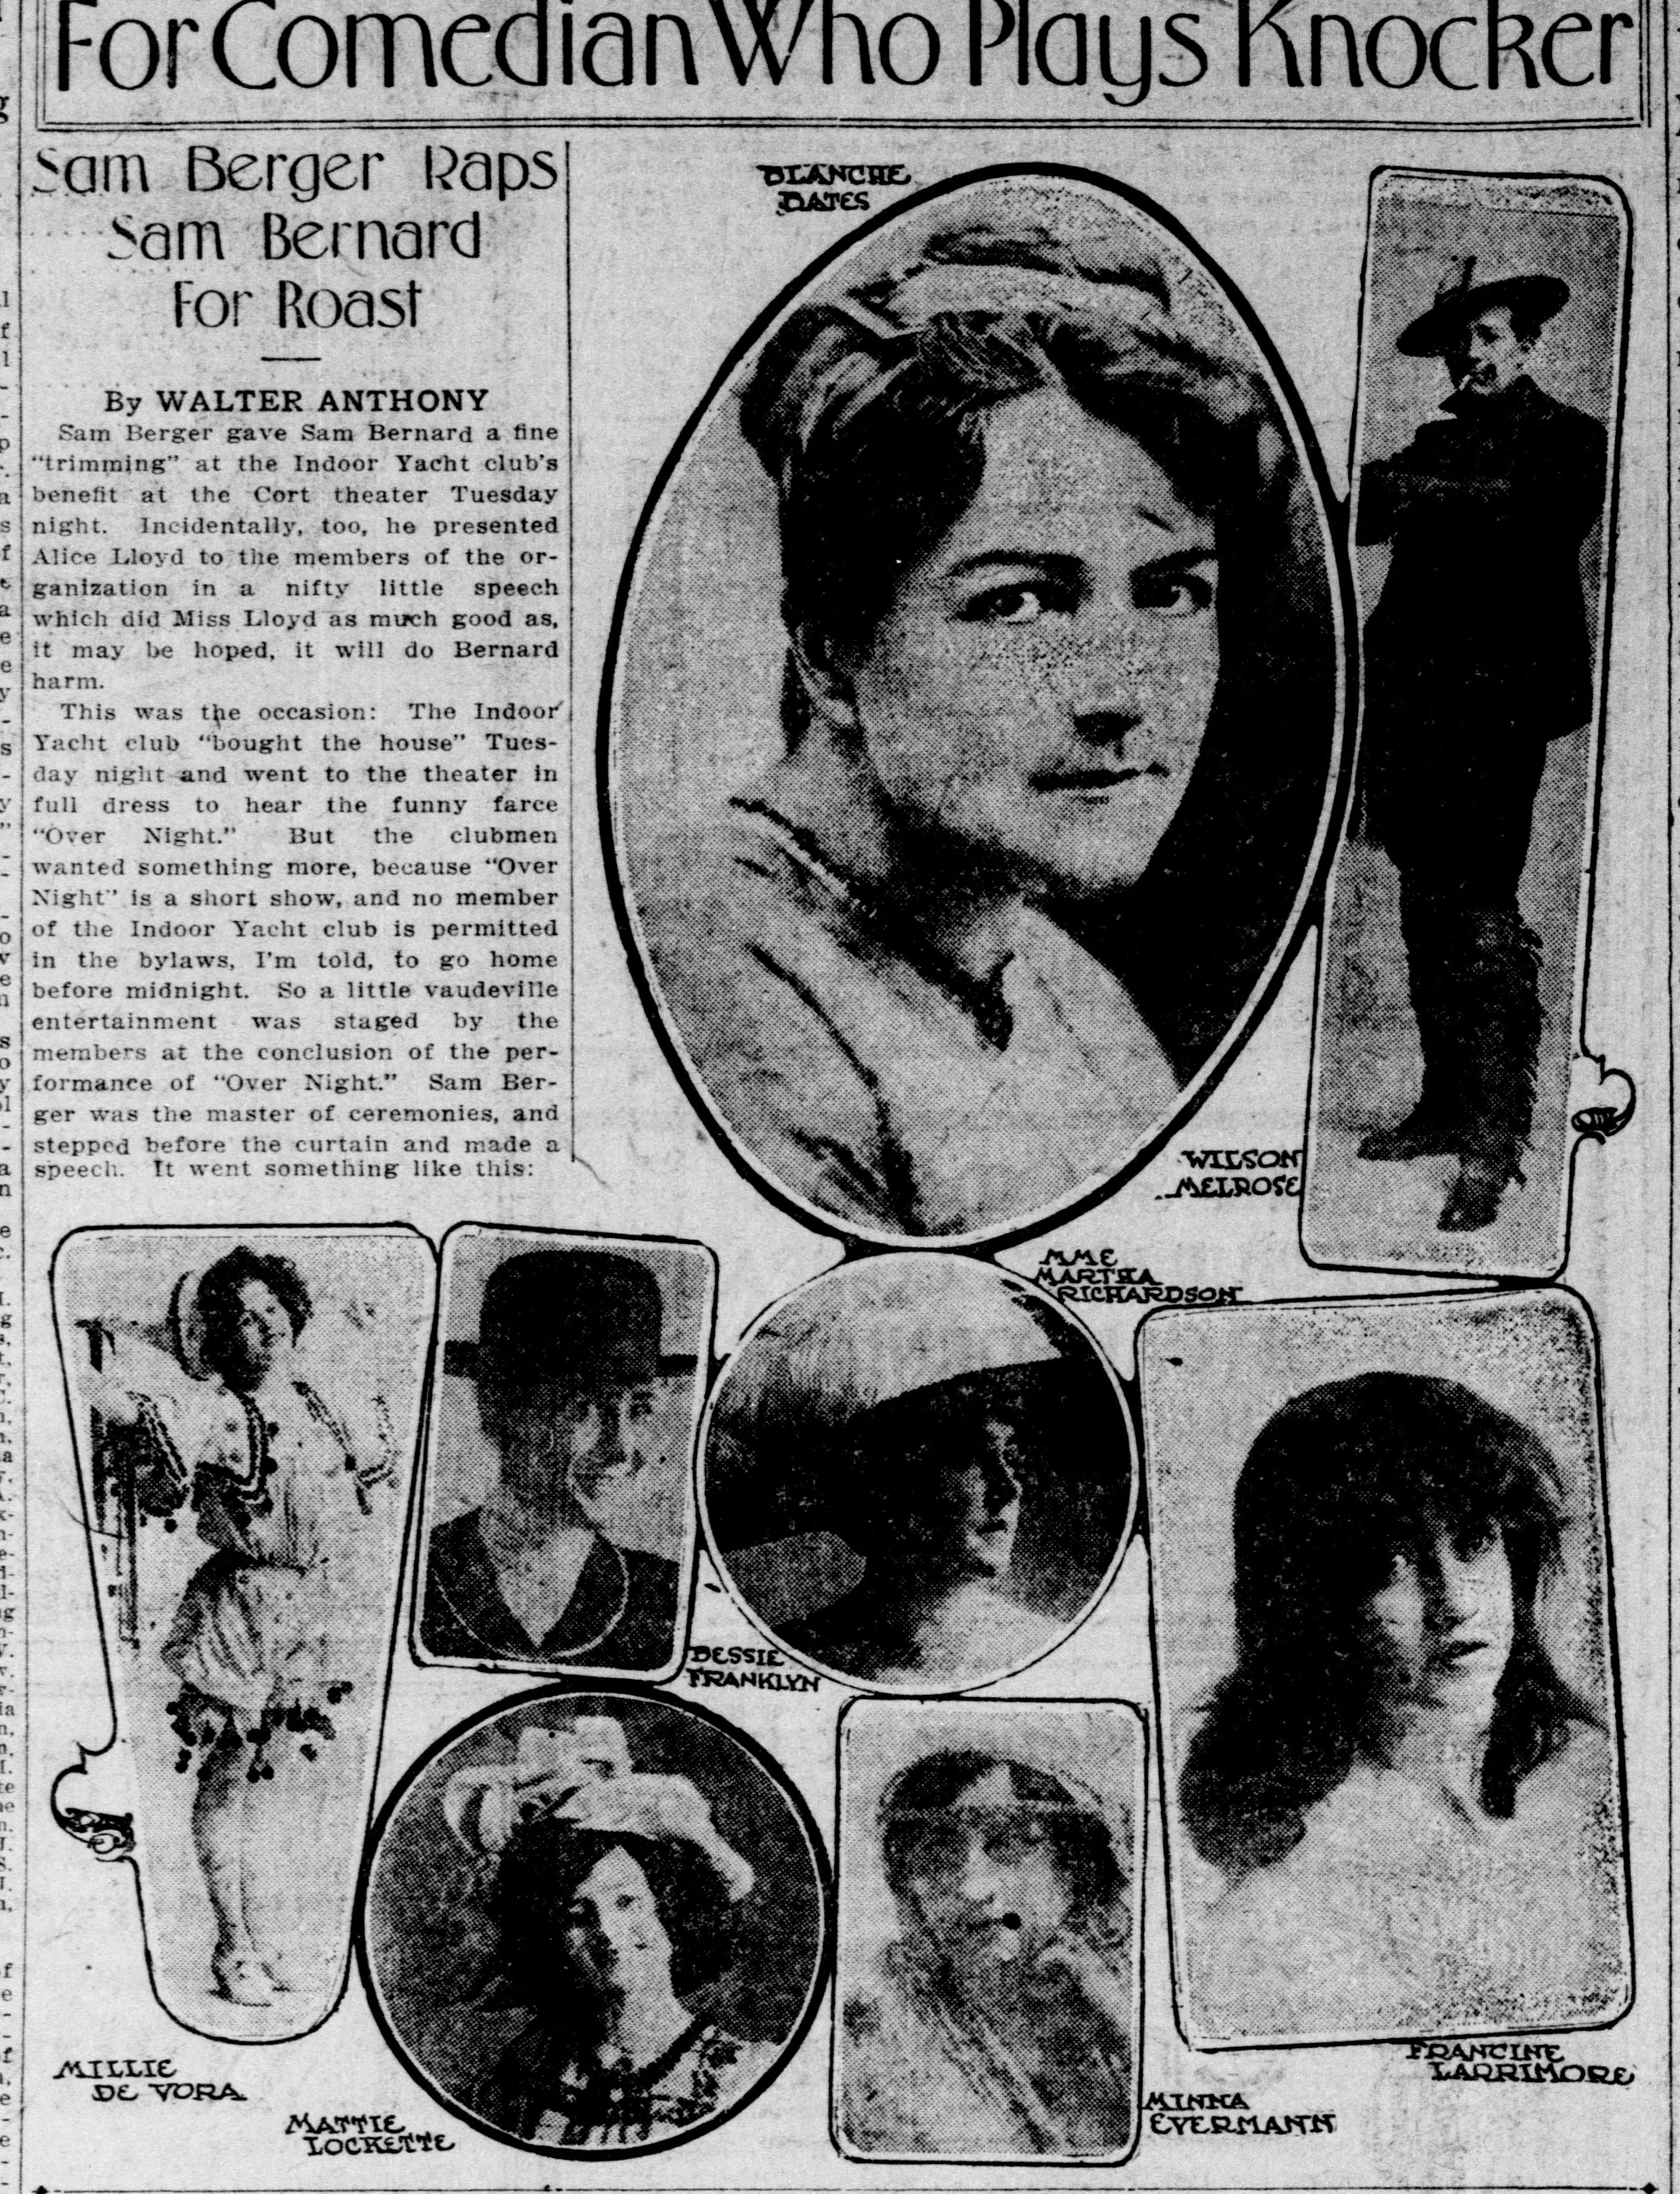 For Comedian Who Plays Knocker
Sam Berger Raps
Sam Bernard
For Roast
By WALTER ANTHONY
Sam Berger gave Sam Bernard a fine
"trimming" at the Indoor Yacht club's
benefit at the Cort theater Tuesday
night. Incidentally, too, he presented
Alice Lloyd to the members of the or-
ganization in a nifty little speech
which did Miss Lloyd as much good as,
it may be hoped, it will do Bernard
harm.
This was the occasion: The Indoor
Yacht club "bought the house" Tues-
day night and went to the theater in
full dress to hear the funny farce
"Over Night." But the clubmen
wanted something more, because "Over
Night" is a short show, and no member
of the Indoor Yacht club is permitted
in the bylaws, I'm told, to go home
before midnight. So a little vaudeville
entertainment was staged by the
members at the conclusion of the per-
formance of "Over Night." Sam Ber-
ger was the master of ceremonies, and
stepped before the curtain and made a
speech. It went something like this:
BLANCHE
BATES
WILSON
MELROSE
MME
MARTHA
RICHARDSON
BESSIE
FRANKLYN
MILLIE
DE VORA
MATTIE
LOCKETTE
MINNA
EVERMANN
FRANCINE
LARRIMORE